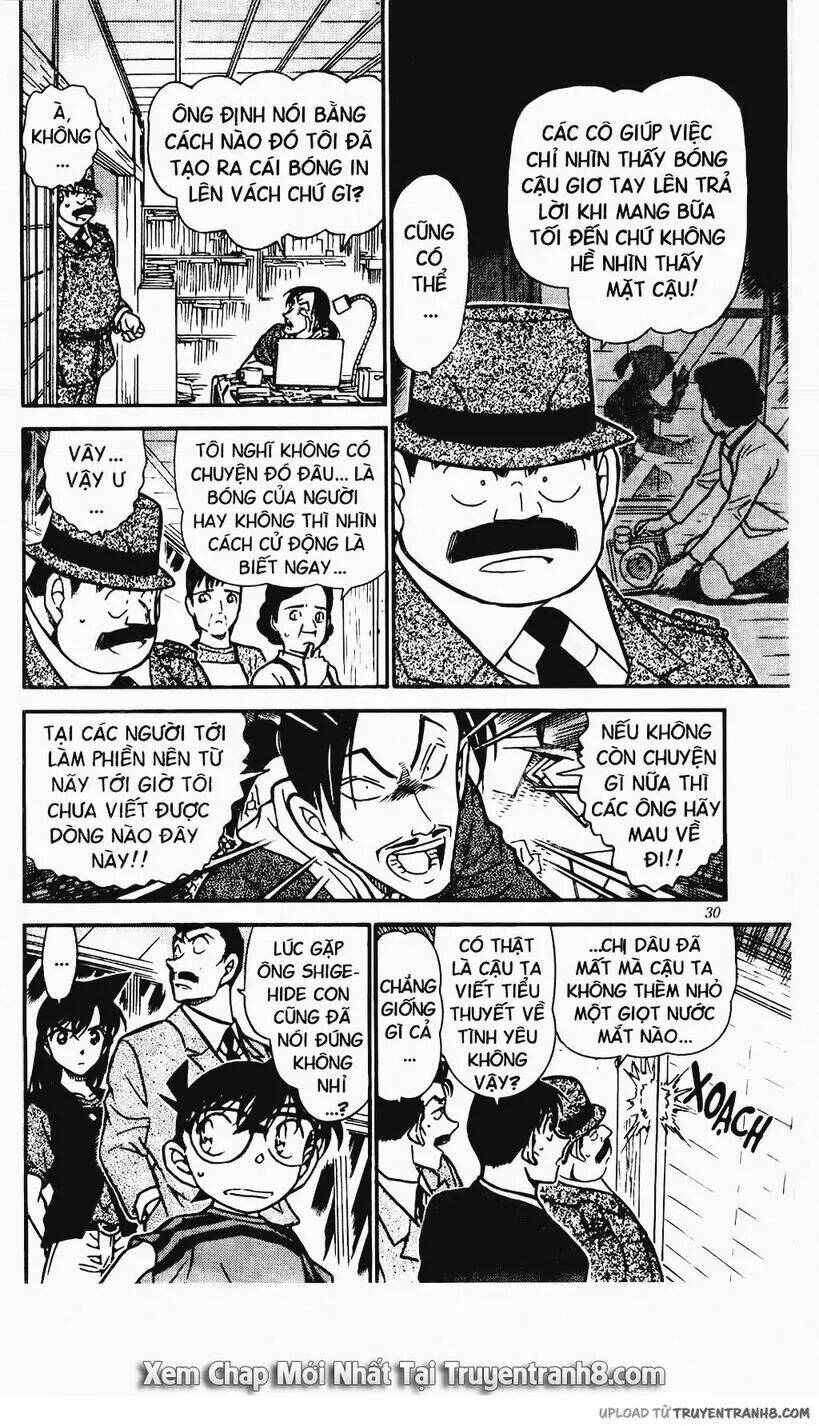 CÁC CÔ GIÚP VIỆC
CHỈ NHÌN THẤY BÓNG
CẬU GIƠ TAY LÊN TRẢ
LỜI KHI MANG BỮA
TỐI ĐẾN CHỨ KHÔNG
HỀ NHÌN THẤY
MẶT CẬU!
CŨNG
CÓ
THỂ
...
ÔNG ĐỊNH NÓI BẰNG
CÁCH NÀO ĐÓ TÔI ĐÃ
TẠO RA CÁI BÓNG IN
LÊN VÁCH CHỨ GÌ?
À,
KHÔNG
...
TÔI NGHĨ KHÔNG CÓ
CHUYỆN ĐÓ ĐÂU... LÀ
BÓNG CỦA NGƯỜI
HAY KHÔNG THÌ NHÌN
CÁCH CỬ ĐỘNG LÀ
BIẾT NGAY...
VÂY...
VẬY Ư
...
NẾU KHÔNG
CÒN CHUYỆN
GÌ NỮA THÌ
CÁC ÔNG HÃY
MAU VỀ
ĐI!!
TẠI CÁC NGƯỜI TỚI
LÀM PHIỀN NÊN TỪ
NÃY TỚI GIỜ TÔI
CHƯA VIẾT ĐƯỢC
DÒNG NÀO ĐÂY
NÀY!!
30
...CHỊ DÂU ĐÃ
MẤT MÀ CẬU TA
KHÔNG THÈM NHỎ
MỘT GIỌT NƯỚC
MẮT NÀO...
XOẠCH
CÓ THẬT
LÀ CẬU TA
VIẾT TIỂU
THUYẾT VỀ
TÌNH YÊU
KHÔNG
VẬY?
CHẲNG
GIỐNG
GÌ CẢ
...
LÚC GẶP
ÔNG SHIGE-
HIDE CON
CŨNG ĐÃ
NÓI ĐÚNG
KHÔNG
NHỈ
...?
...
Xem Chap Mới Nhất Tại Truyentranh8.com
UPLOAD TỪ TRUYENTRANH8.COM